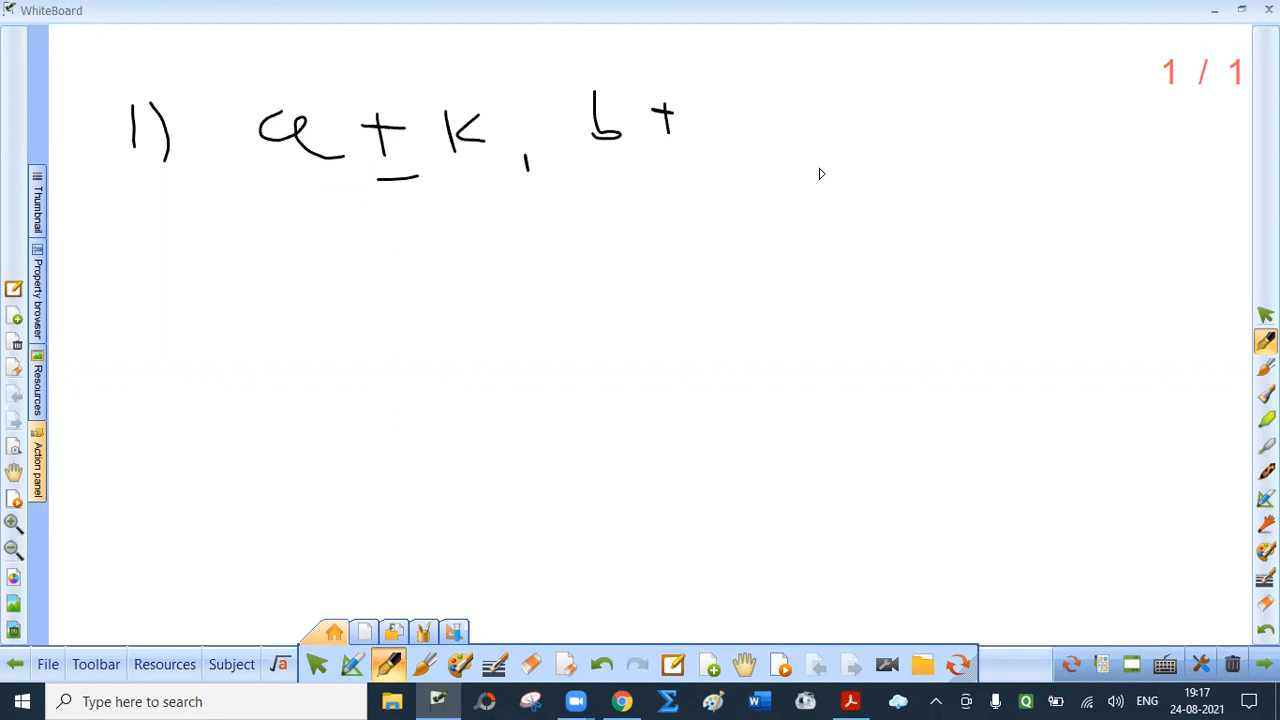 WhiteBoard
1 / 1
1) a ± k, b +
Thumbnail
Property browser
Resources
Action panel
File Toolbar Resources Subject √a
Type here to search
ENG
19:17
24-08-2021